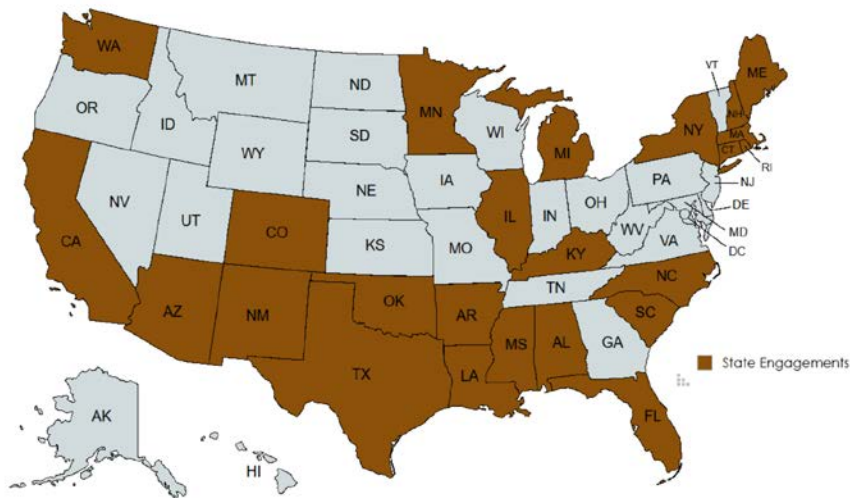 WA
ME
VT
MT
ND
MN
OR
NH
ID
WI
NY
MA
SD
MI
CT
WY
RI
IA
PA
NJ
NE
NV
OH
DE
IL
IN
UT
MD
CO
WV
CA
VA
KS
MO
DC
KY
NC
TN
OK
AZ
NM
AR
SC
MS
AL
GA
State Engagements
TX
LA
FL
AK
HI